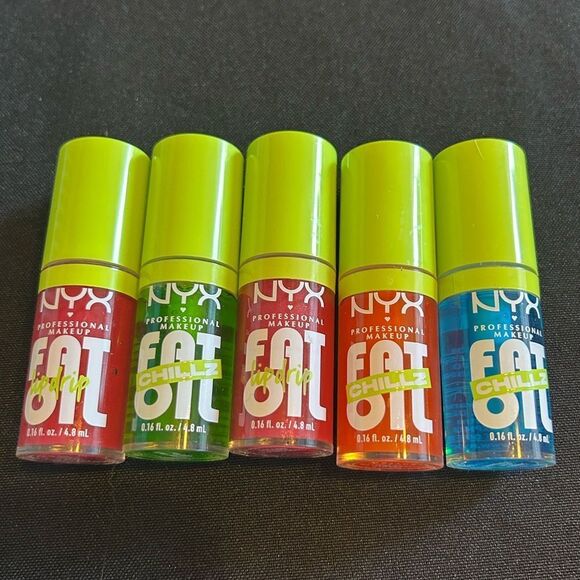 NYX
PROFESSIONAL
MAKEUP
FAT
lip drip
OIL
0.16 fl. oz. / 4.8 mL
NYX
PROFESSIONAL
MAKEUP
FAT
CHILLZ
OIL
0.16 fl. oz. / 4.8 mL
NYX
PROFESSIONAL
MAKEUP
FAT
lip drip
OIL
0.16 fl. oz. / 4.8 mL
NYX
PROFESSIONAL
MAKEUP
FAT
CHILLZ
OIL
0.16 fl. oz. / 4.8 mL
NYX
PROFESSIONAL
MAKEUP
FAT
CHILLZ
OIL
0.16 fl. oz. / 4.8 mL